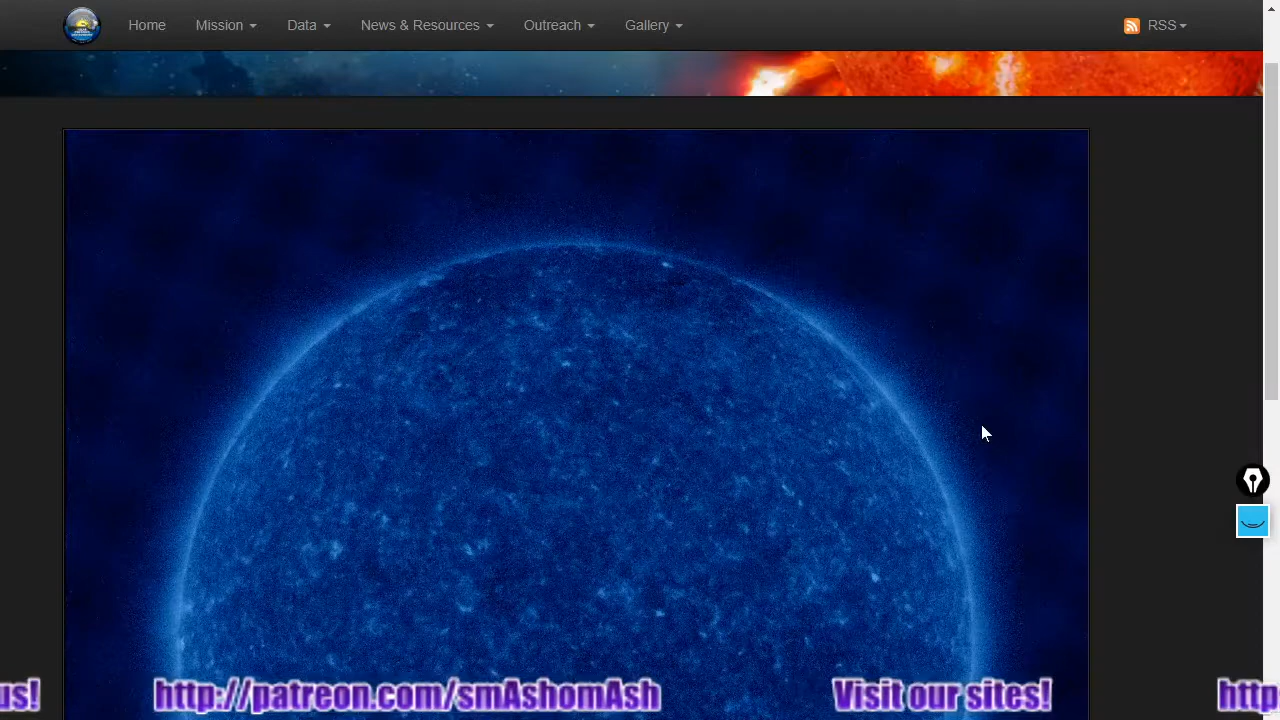 Home Mission Data News & Resources Outreach Gallery RSS
us! http://patreon.com/smAshomAsh Visit our sites! http